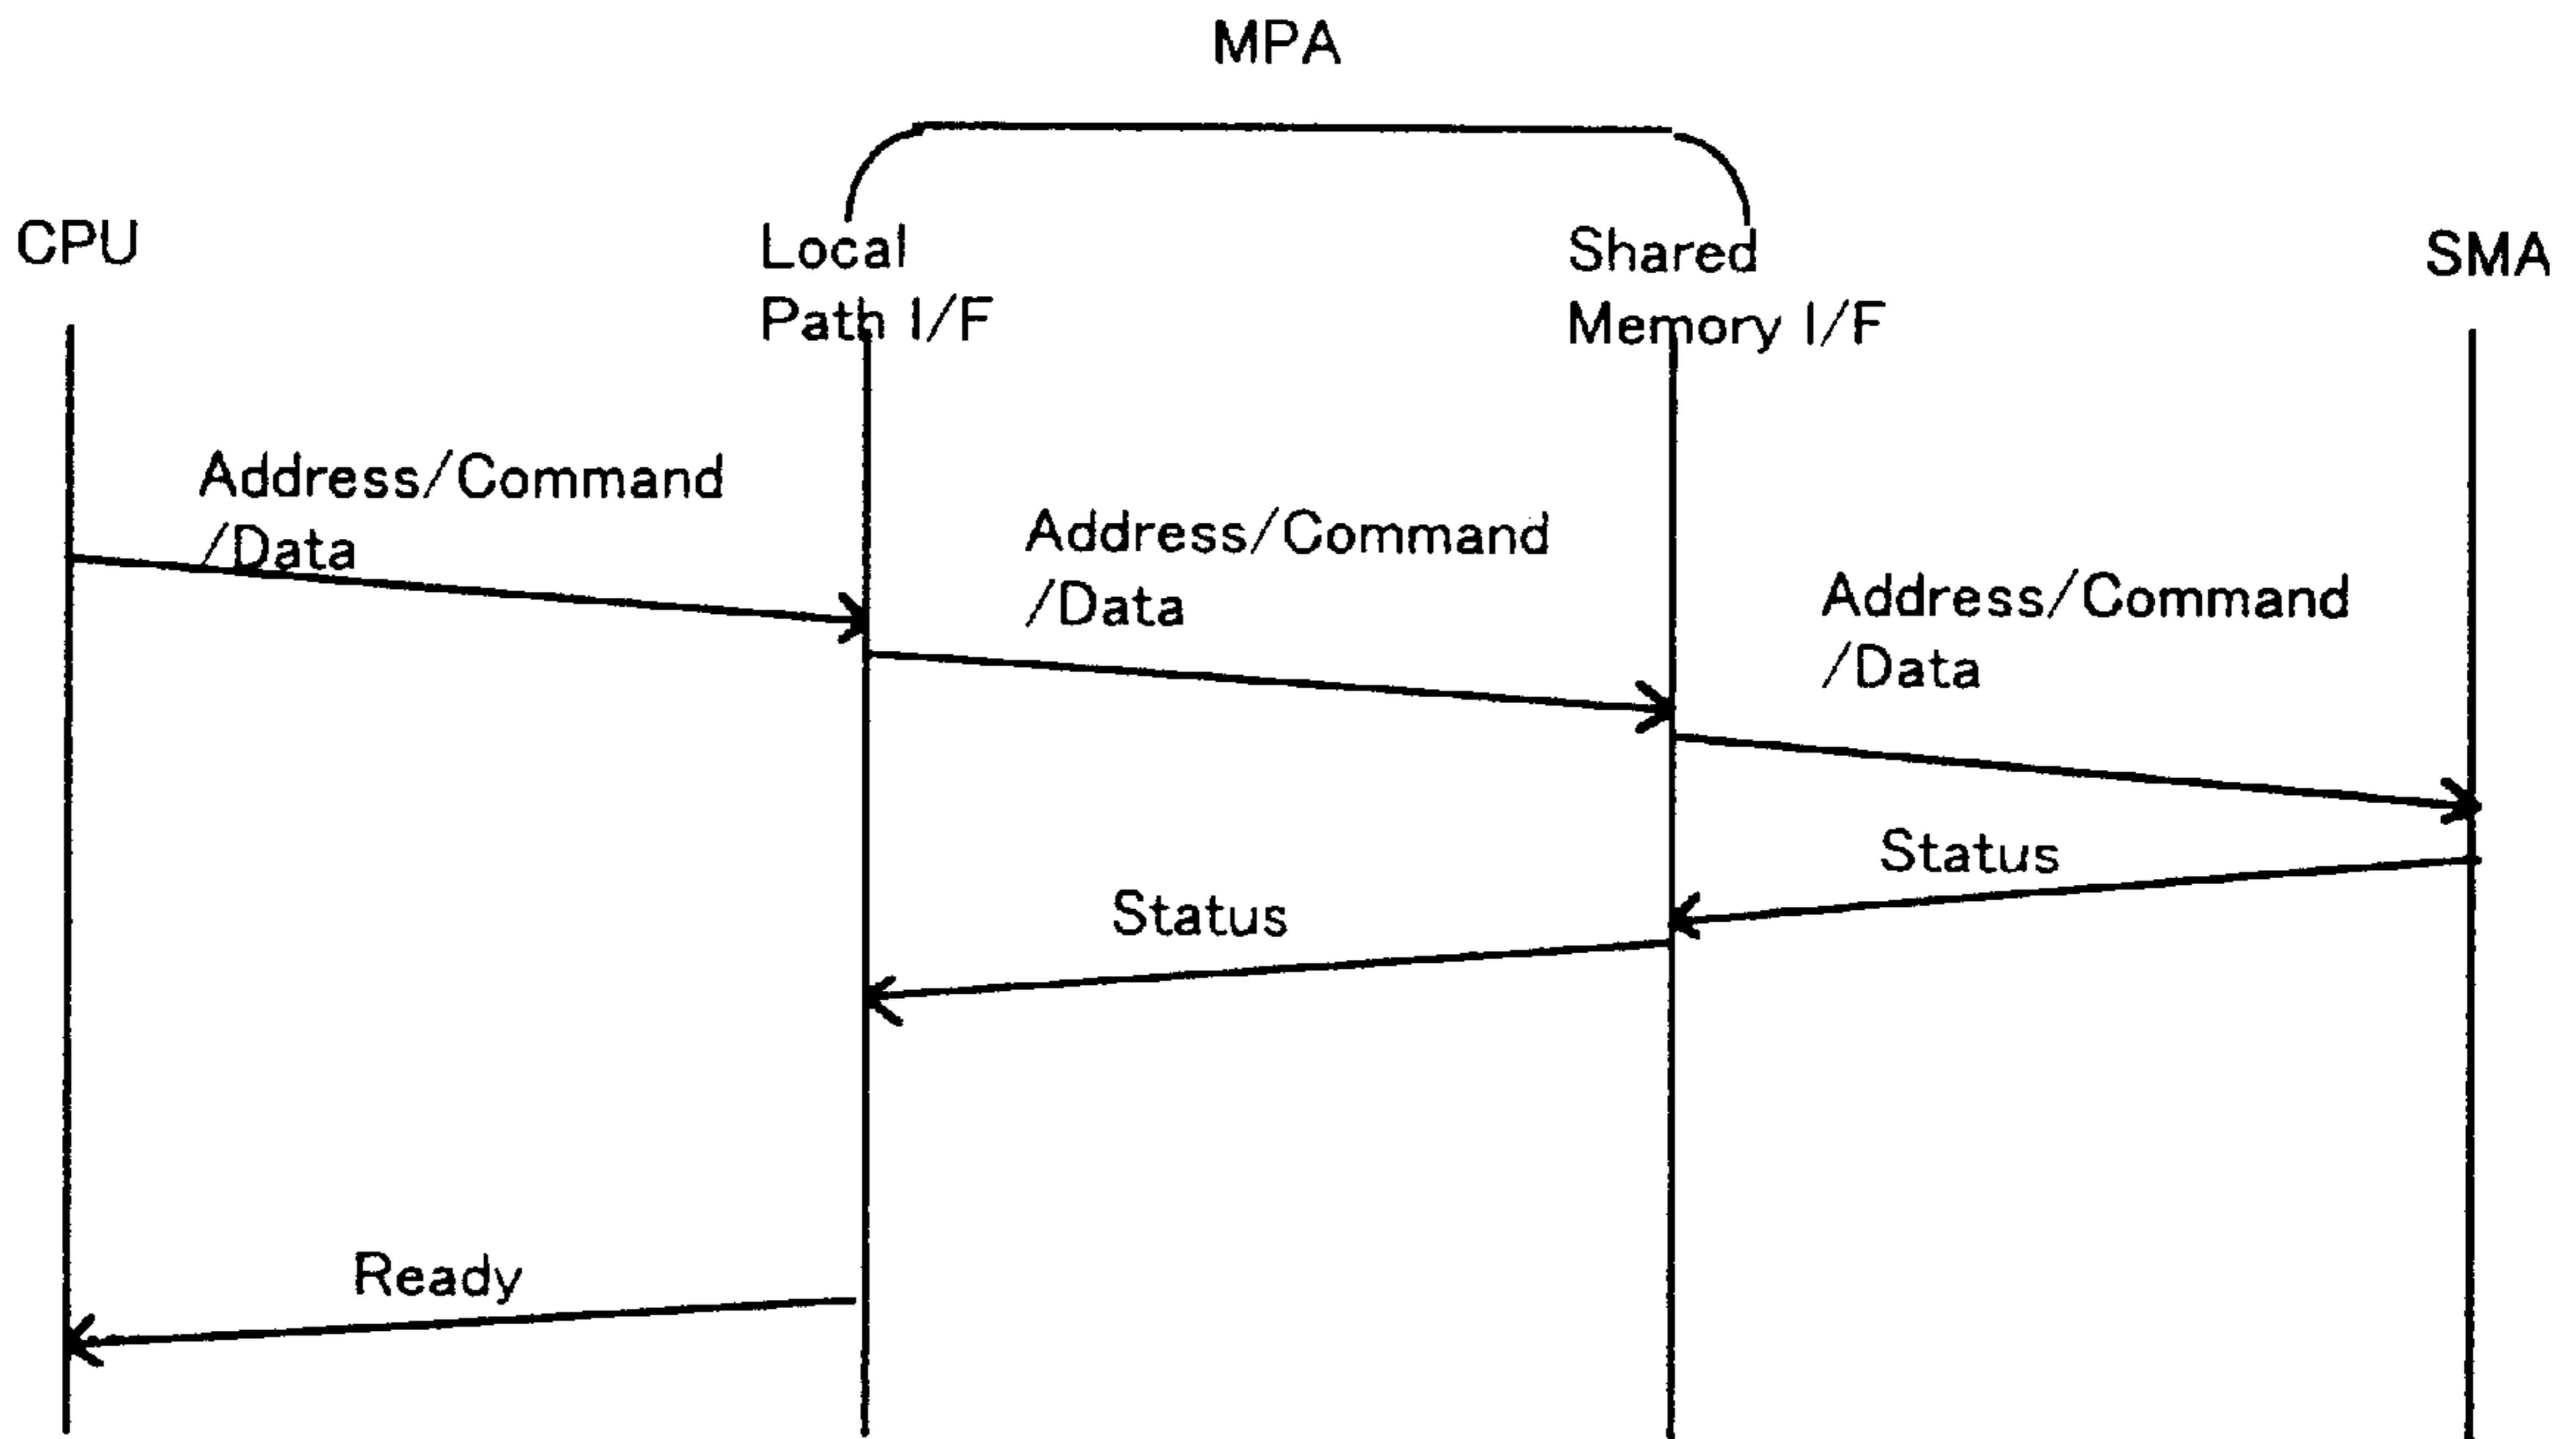 MPA
CPU
Local
Path I/F
Shared
Memory I/F
SMA
Address/Command
/Data
Address/Command
/Data
Address/Command
/Data
Status
Status
Ready